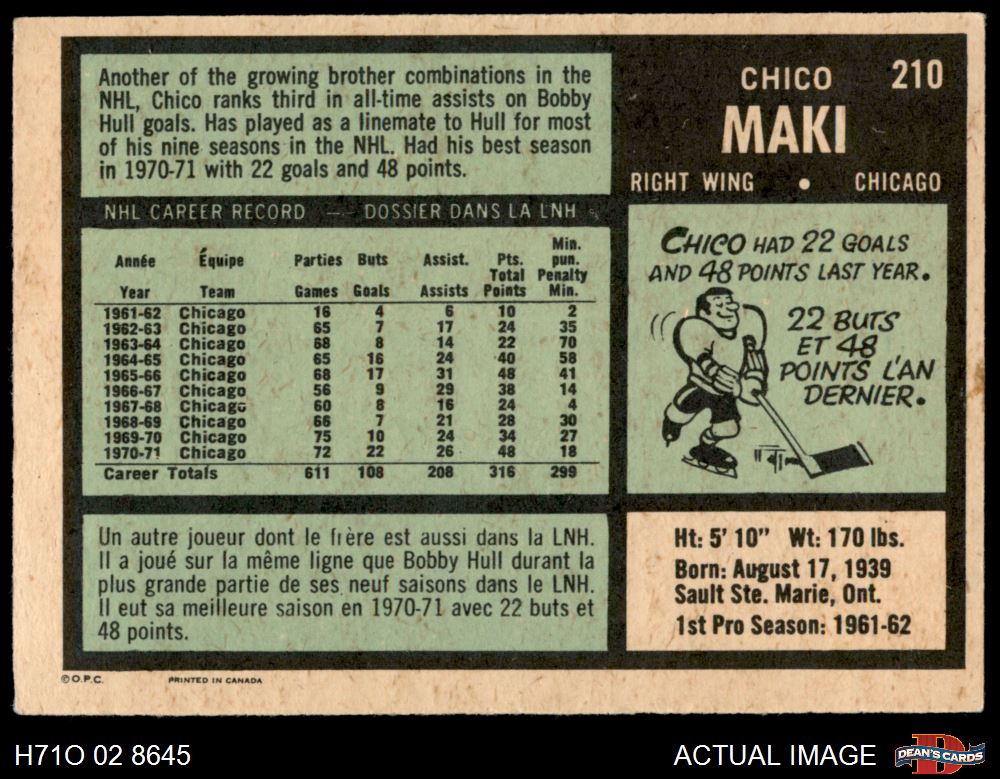 Another of the growing brother combinations in the
NHL, Chico ranks third in all-time assists on Bobby
Hull goals. Has played as a linemate to Hull for most
of his nine seasons in the NHL. Had his best season
in 1970-71 with 22 goals and 48 points.
CHICO 210
MAKI
RIGHT WING • CHICAGO
NHL CAREER RECORD — DOSSIER DANS LA LNH
Année Équipe Parties Buts Assist. Pts. Total Min. pun.
Year Team Games Goals Assists Points Penalty Min.
1961-62 Chicago 16 4 6 10 2
1962-63 Chicago 65 7 17 24 35
1963-64 Chicago 68 8 14 22 70
1964-65 Chicago 65 16 24 40 58
1965-66 Chicago 68 17 31 48 41
1966-67 Chicago 56 9 29 38 14
1967-68 Chicago 60 8 16 24 4
1968-69 Chicago 66 7 21 28 30
1969-70 Chicago 75 10 24 34 27
1970-71 Chicago 72 22 26 48 18
Career Totals 611 108 208 316 299
CHICO HAD 22 GOALS
AND 48 POINTS LAST YEAR.
22 BUTS
ET 48
POINTS L'AN
DERNIER.
Un autre joueur dont le frère est aussi dans la LNH.
Il a joué sur la même ligne que Bobby Hull durant la
plus grande partie de ses neuf saisons dans le LNH.
Il eut sa meilleure saison en 1970-71 avec 22 buts et
48 points.
Ht: 5' 10" Wt: 170 lbs.
Born: August 17, 1939
Sault Ste. Marie, Ont.
1st Pro Season: 1961-62
©O.P.C. PRINTED IN CANADA
H71O 02 8645 ACTUAL IMAGE DEAN'S CARDS